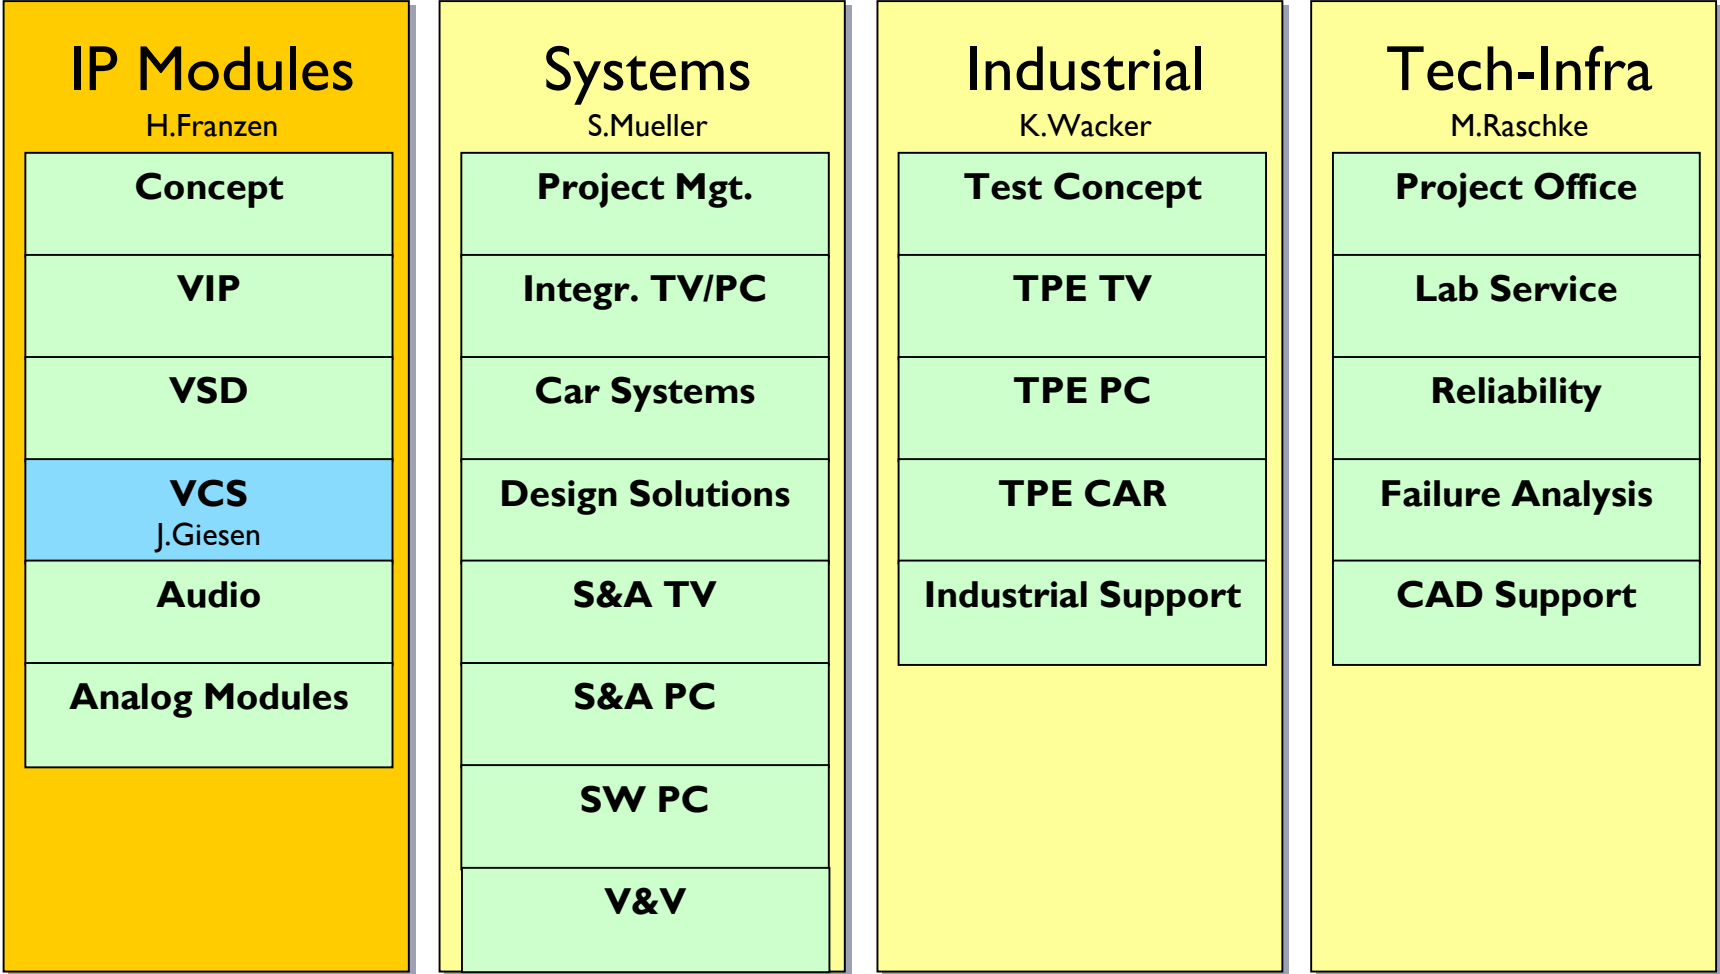 IP Modules
H.Franzen
Concept
VIP
VSD
VCS
J.Giesen
Audio
Analog Modules
Systems
S.Mueller
Project Mgt.
Integr. TV/PC
Car Systems
Design Solutions
S&A TV
S&A PC
SW PC
V&V
Industrial
K.Wacker
Test Concept
TPE TV
TPE PC
TPE CAR
Industrial Support
Tech-Infra
M.Raschke
Project Office
Lab Service
Reliability
Failure Analysis
CAD Support